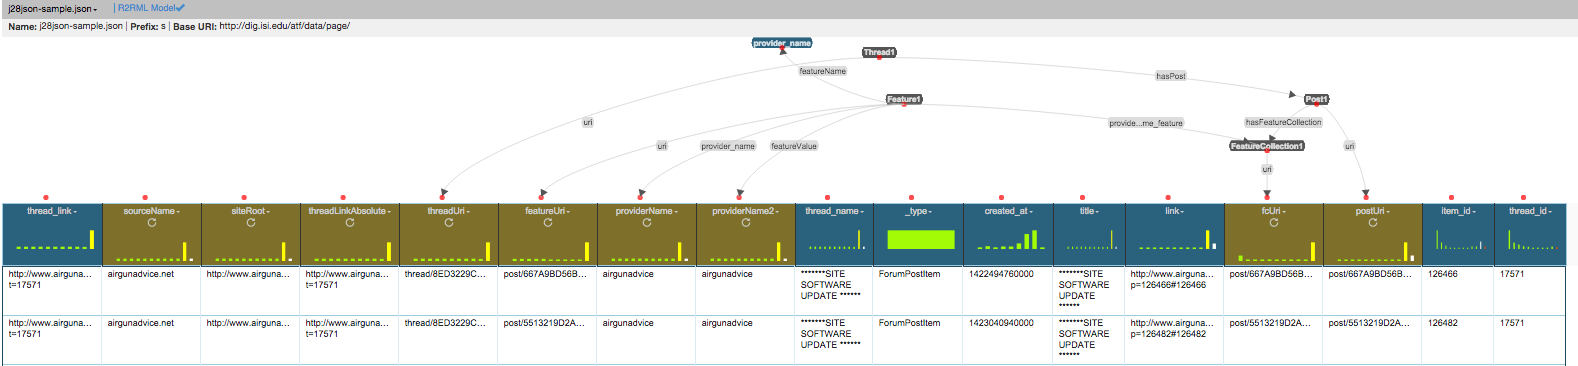 j28json-sample.json
R2RML Model
Name: j28json-sample.json | Prefix: s | Base URI: http://dig.isi.edu/atf/data/page/
provider_name
Thread1
featureName
hasPost
Feature1
Post1
uri
provide...me_feature
hasFeatureCollection
uri
provider_name
featureValue
FeatureCollection1
uri
uri
thread_link sourceName siteRoot threadLinkAbsolute threadUri featureUri providerName providerName2 thread_name _type created_at title link fcUri postUri item_id thread_id
http://www.airguna... airgunadvice.net http://www.airguna... http://www.airguna... thread/8ED3229C... post/667A9BD56B... airgunadvice airgunadvice *******SITE ForumPostItem 1422494760000 *******SITE http://www.airguna... post/667A9BD56B... post/667A9BD56B... 126466 17571
t=17571 t=17571 SOFTWARE SOFTWARE p=126466#126466
UPDATE ****** UPDATE
******
http://www.airguna... airgunadvice.net http://www.airguna... http://www.airguna... thread/8ED3229C... post/5513219D2A... airgunadvice airgunadvice *******SITE ForumPostItem 1423040940000 *******SITE http://www.airguna... post/5513219D2A... post/5513219D2A... 126482 17571
t=17571 t=17571 SOFTWARE SOFTWARE p=126482#126482
UPDATE ****** UPDATE
******